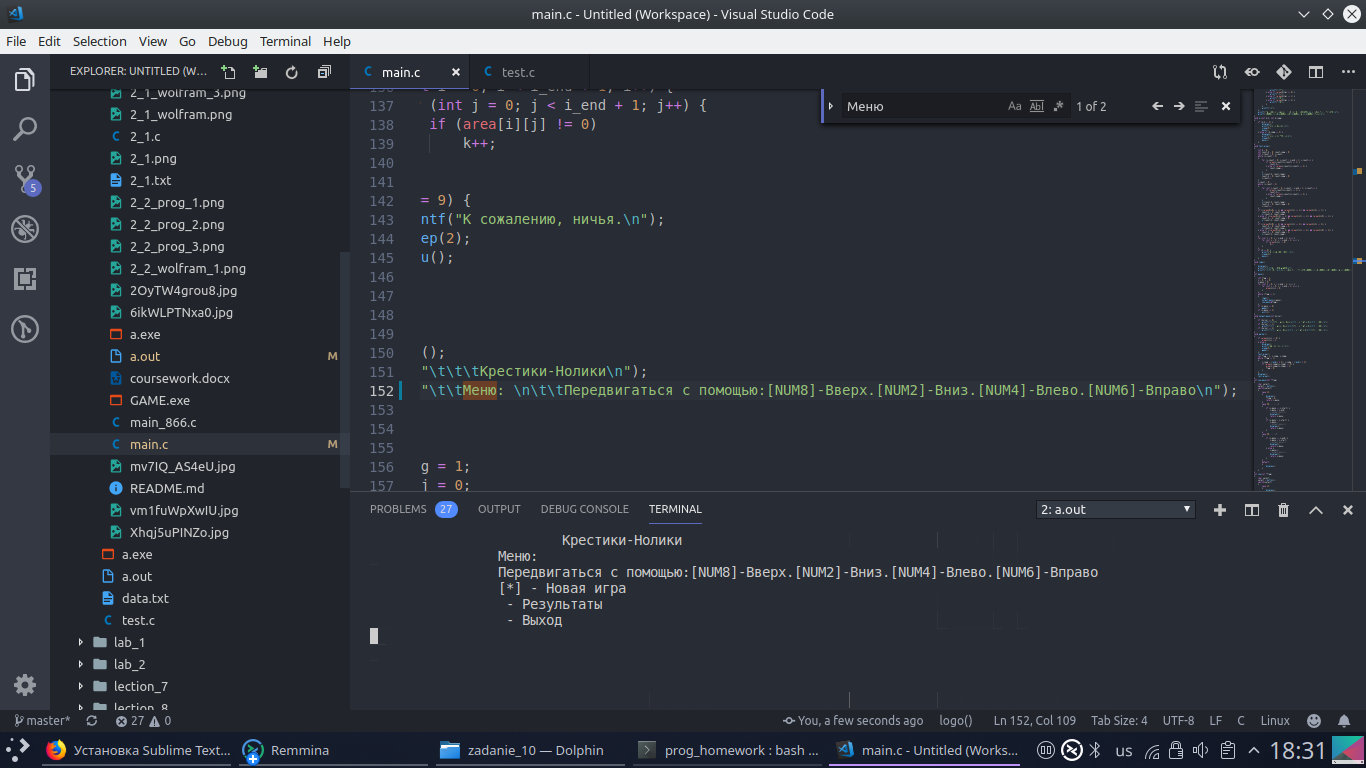 main.c - Untitled (Workspace) - Visual Studio Code
File Edit Selection View Go Debug Terminal Help
EXPLORER: UNTITLED (W...
2_1_wolfram_3.png
2_1_wolfram.png
2_1.c
2_1.png
2_1.txt
2_2_prog_1.png
2_2_prog_2.png
2_2_prog_3.png
2_2_wolfram_1.png
2OyTW4grou8.jpg
6ikWLPTNxa0.jpg
a.exe
a.out M
coursework.docx
GAME.exe
main_866.c
main.c M
mv7IQ_AS4eU.jpg
README.md
vm1fuWpXwIU.jpg
Xhqj5uPINZo.jpg
a.exe
a.out
data.txt
test.c
lab_1
lab_2
lection_7
lection_8
5
main.c test.c
Меню Aa Abl .* 1 of 2
137 (int j = 0; j < i_end + 1; j++) {
138 if (area[i][j] != 0)
139 k++;
140
141
142 = 9) {
143 ntf("К сожалению, ничья.\n");
144 ep(2);
145 u();
146
147
148
149
150 ();
151 "\t\t\t\tКрестики-Нолики\n");
152 "\t\tМеню: \n\t\tПередвигаться с помощью:[NUM8]-Вверх.[NUM2]-Вниз.[NUM4]-Влево.[NUM6]-Вправо\n");
153
154
155
156 g = 1;
157 j = 0;
PROBLEMS 27 OUTPUT DEBUG CONSOLE TERMINAL 2: a.out
Крестики-Нолики
Меню:
Передвигаться с помощью:[NUM8]-Вверх.[NUM2]-Вниз.[NUM4]-Влево.[NUM6]-Вправо
[*] - Новая игра
- Результаты
- Выход
master* 27 0 You, a few seconds ago logo() Ln 152, Col 109 Tab Size: 4 UTF-8 LF C Linux
Установка Sublime Text... Remmina zadanie_10 — Dolphin prog_homework : bash ... main.c - Untitled (Works... us 18:31